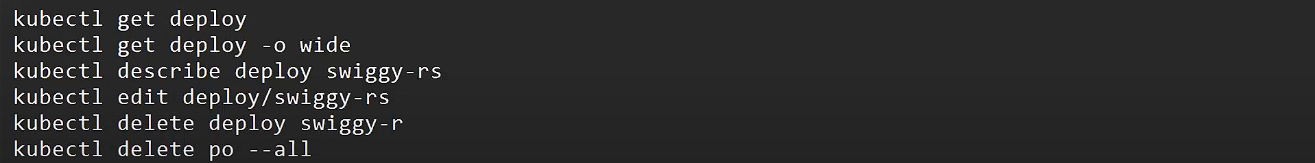 kubectl get deploy
kubectl get deploy -o wide
kubectl describe deploy swiggy-rs
kubectl edit deploy/swiggy-rs
kubectl delete deploy swiggy-r
kubectl delete po --all